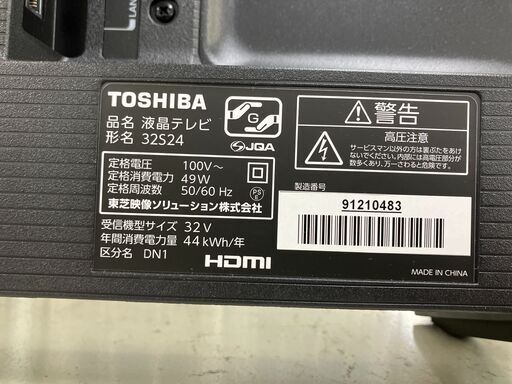 LAN
TOSHIBA
品名 液晶テレビ
形名 32S24
G
JQA
定格電圧 100V~
定格消費電力 49W
定格周波数 50/60 Hz
PS
E
東芝映像ソリューション株式会社
受信機型サイズ 32V
年間消費電力量 44kWh/年
区分名 DN1
HDMI
警告
高圧注意
サービスマン以外の方は裏ぶたをあけ
ないでください。内部には高電圧部分が
数多くあり、万一さわると危険です。
製造番号
91210483
MADE IN CHINA